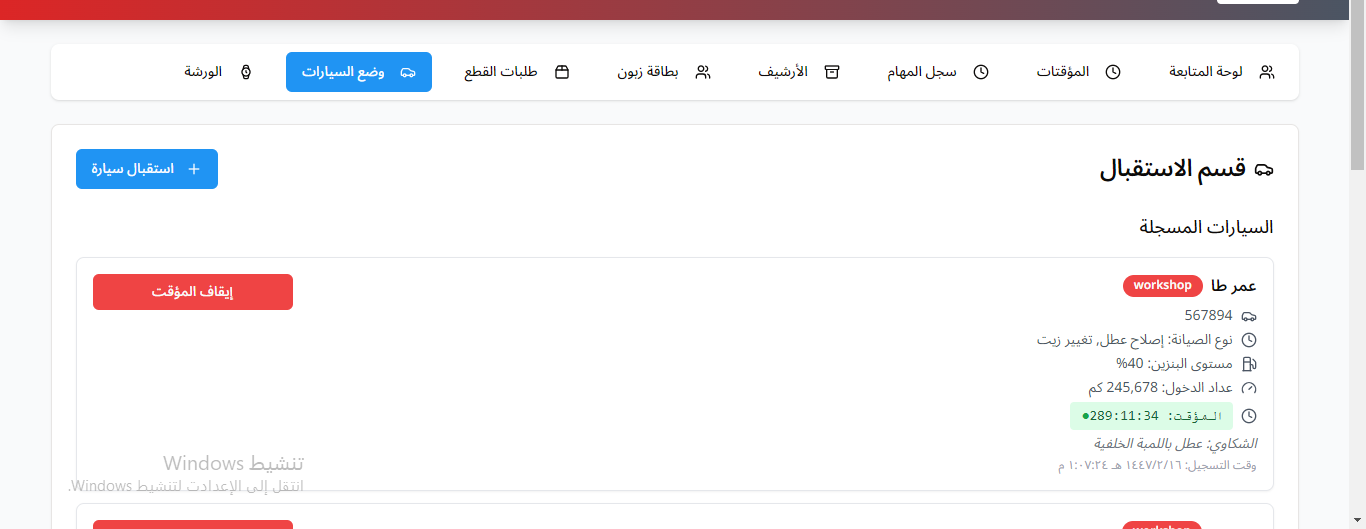 لوحة المتابعة
المؤقتات
سجل المهام
الأرشيف
بطاقة زبون
طلبات القطع
وضع السيارات
الورشة
قسم الاستقبال
استقبال سيارة
السيارات المسجلة
عمر طا workshop
إيقاف المؤقت
567894
نوع الصيانة: إصلاح عطل, تغيير زيت
مستوى البنزين: 40%
عداد الدخول: 245,678 كم
المؤقت: 289:11:34●
الشكاوي: عطل باللمبة الخلفية
وقت التسجيل: ١٤٤٧/٢/١٦ هـ ١:٠٧:٢٤ م
تنشيط Windows
انتقل إلى الإعدادت لتنشيط Windows.
workshop